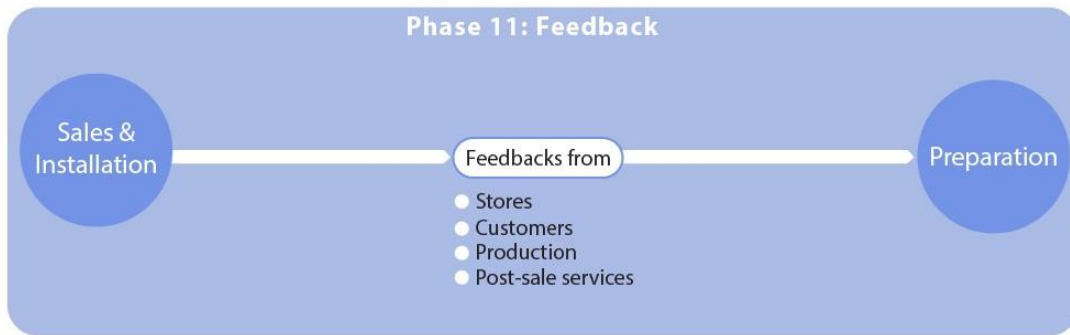 Phase 11: Feedback
Sales &
Installation
Feedbacks from
Preparation
Stores
Customers
Production
Post-sale services